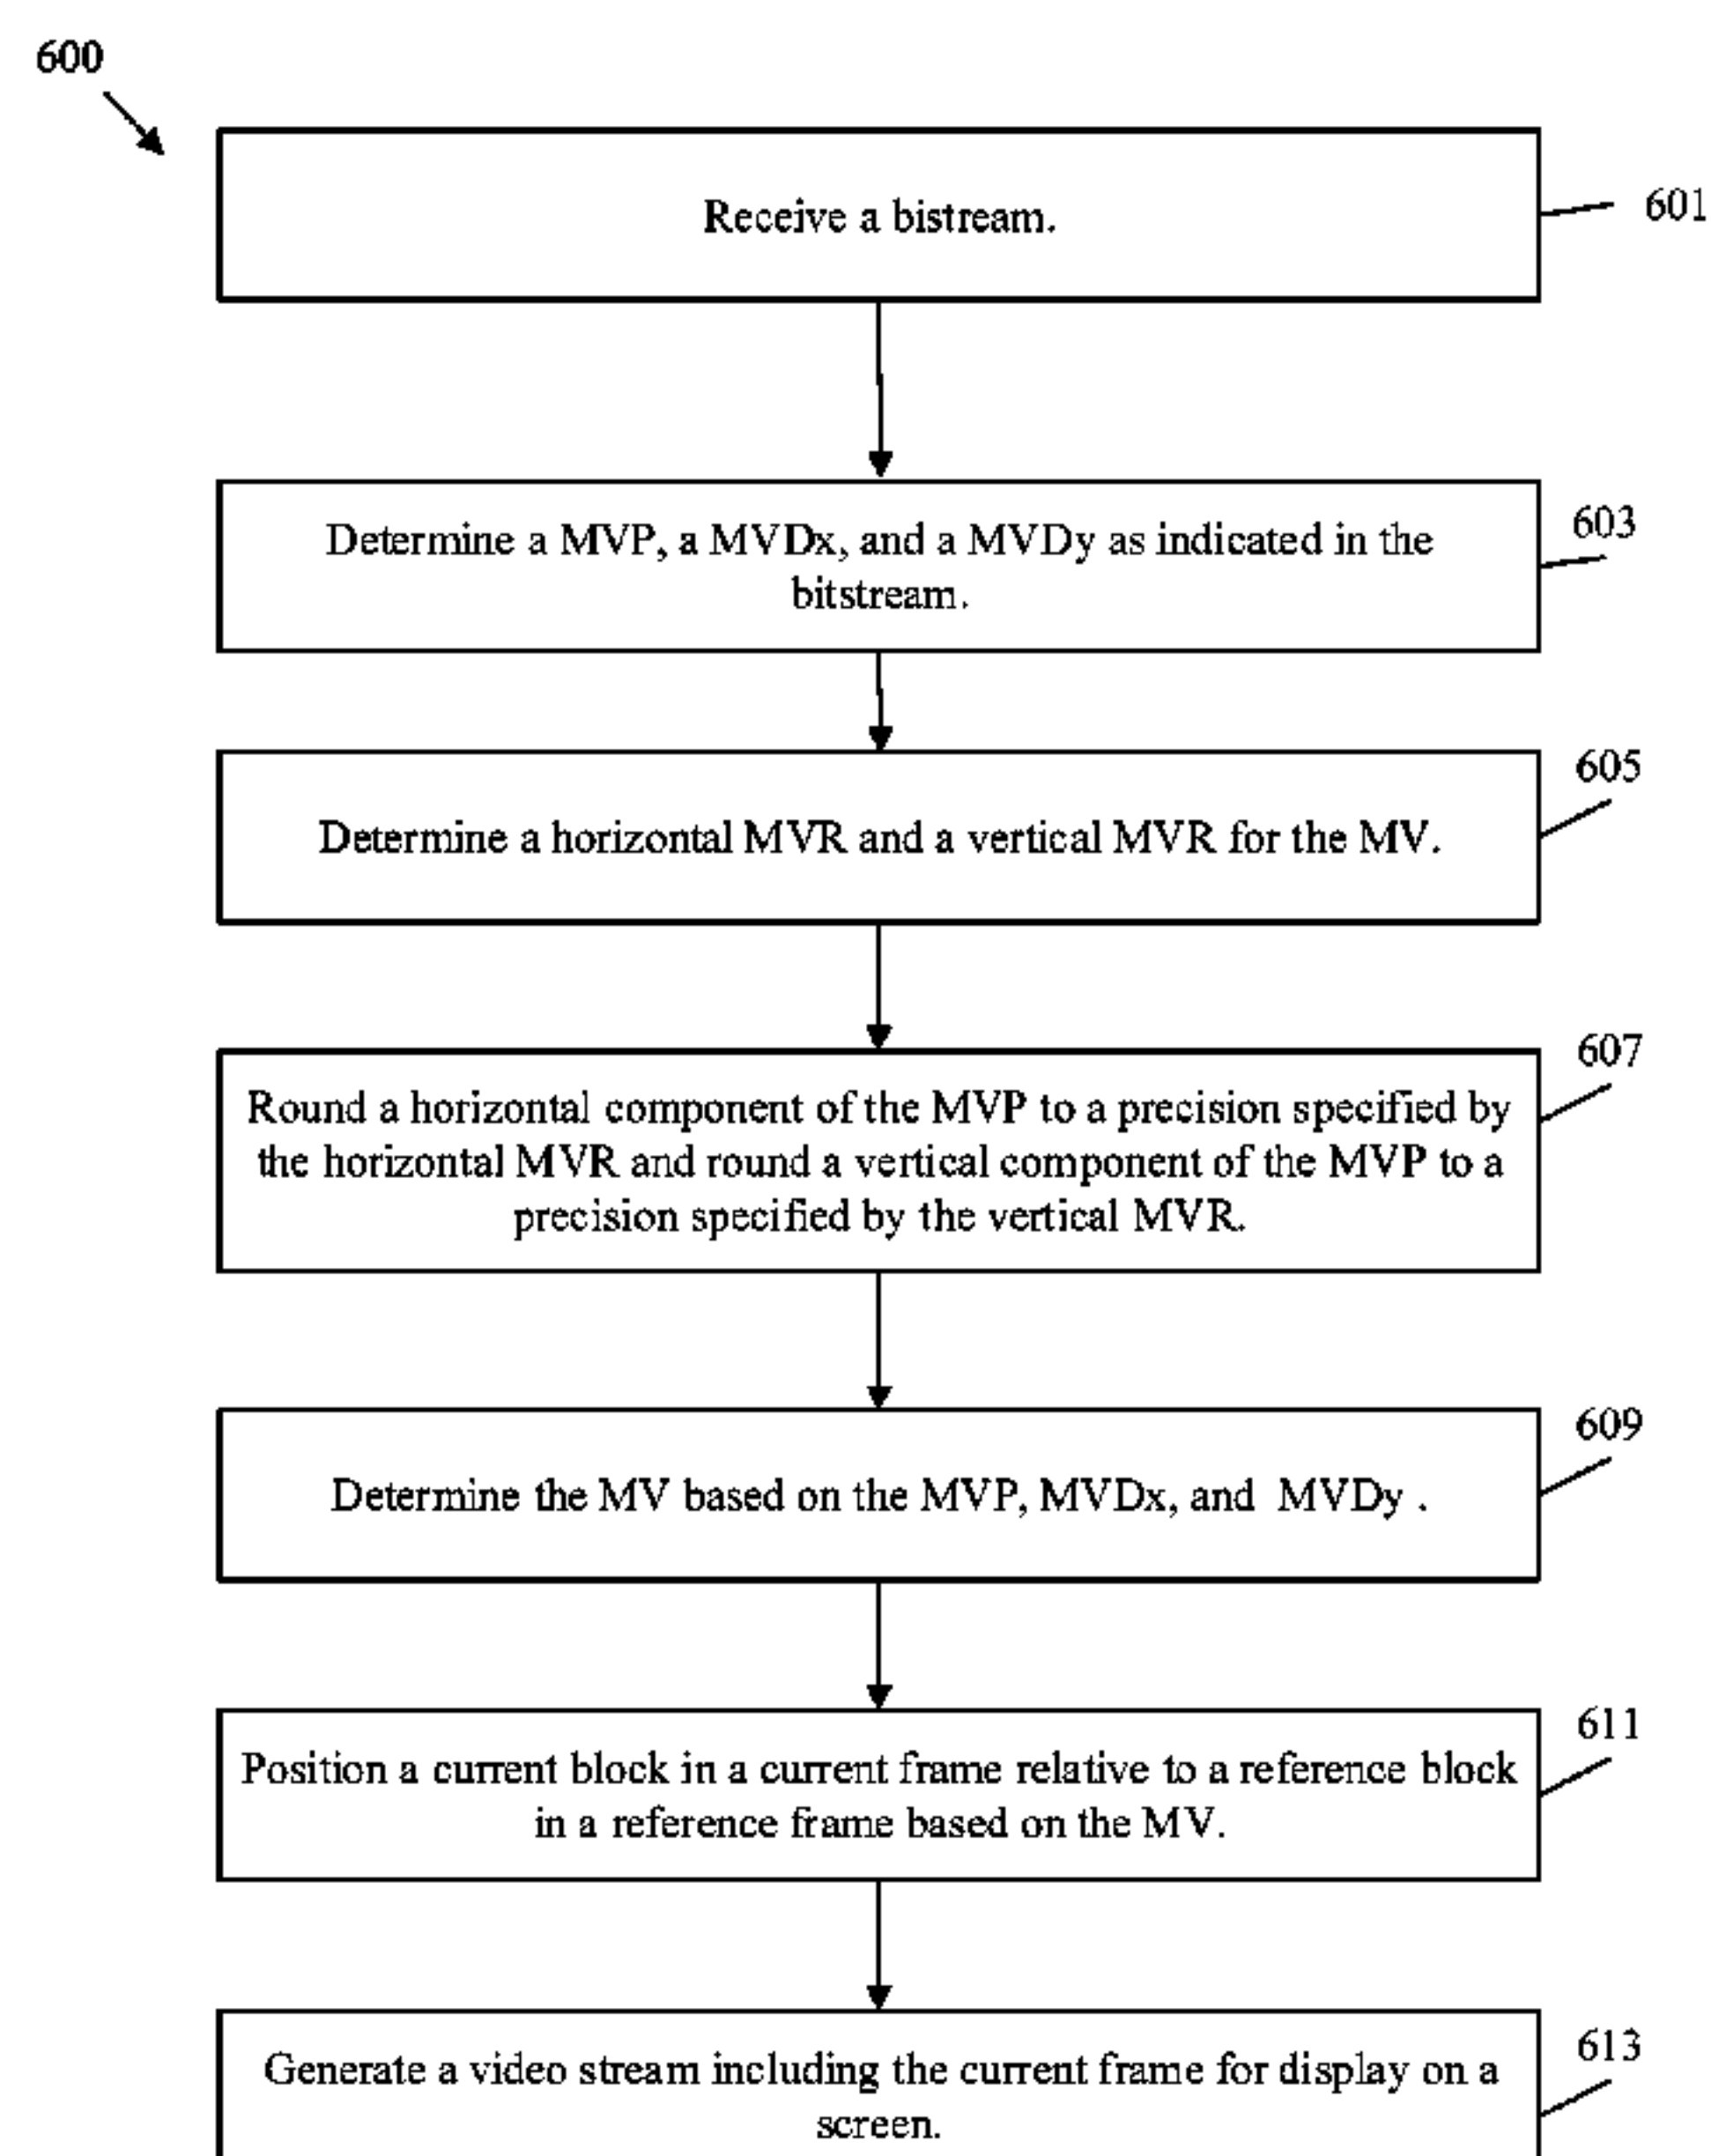 600
Receive a bistream.
601
Determine a MVP, a MVDx, and a MVDy as indicated in the
bitstream.
603
Determine a horizontal MVR and a vertical MVR for the MV.
605
Round a horizontal component of the MVP to a precision specified by
the horizontal MVR and round a vertical component of the MVP to a
precision specified by the vertical MVR.
607
Determine the MV based on the MVP, MVDx, and MVDy .
609
Position a current block in a current frame relative to a reference block
in a reference frame based on the MV.
611
Generate a video stream including the current frame for display on a
screen.
613